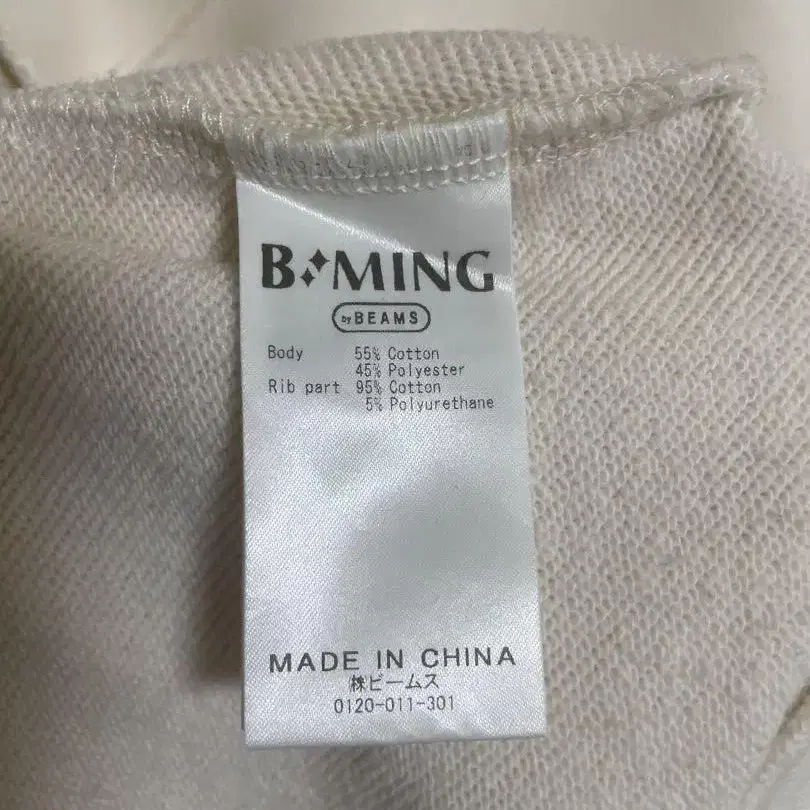 B MING
by BEAMS
Body 55% Cotton
45% Polyester
Rib part 95% Cotton
5% Polyurethane
MADE IN CHINA
㈱ビームス
0120-011-301